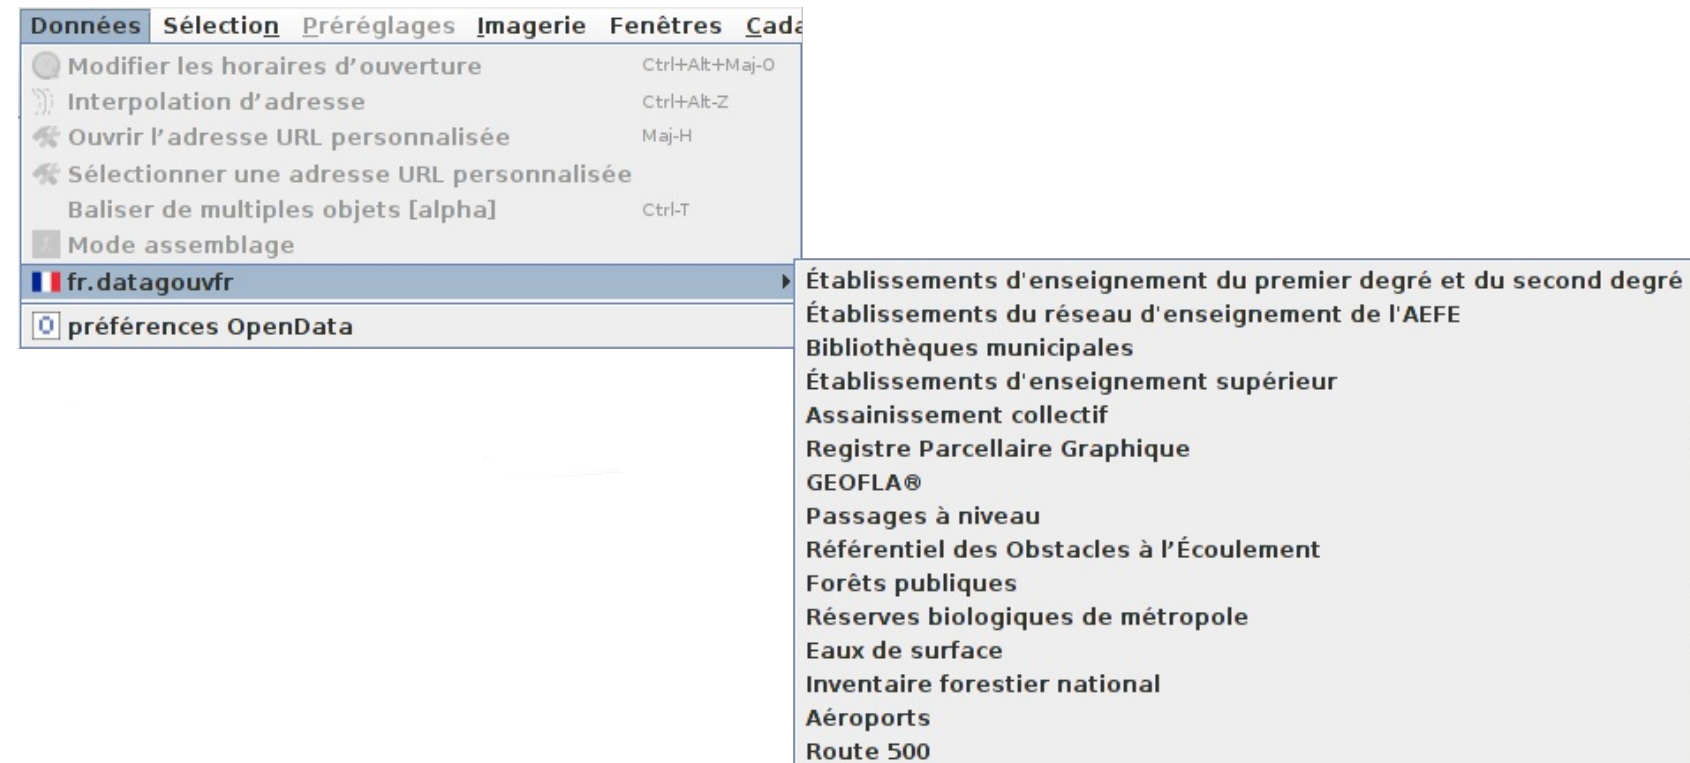 Données Sélection Préréglages Imagerie Fenêtres Cada
Modifier les horaires d’ouverture Ctrl+Alt+Maj-O
Interpolation d’adresse Ctrl+Alt-Z
Ouvrir l’adresse URL personnalisée Maj-H
Sélectionner une adresse URL personnalisée
Baliser de multiples objets [alpha] Ctrl-T
Mode assemblage
fr.datagouvfr
préférences OpenData
Établissements d'enseignement du premier degré et du second degré
Établissements du réseau d'enseignement de l'AEFE
Bibliothèques municipales
Établissements d'enseignement supérieur
Assainissement collectif
Registre Parcellaire Graphique
GEOFLA®
Passages à niveau
Référentiel des Obstacles à l’Écoulement
Forêts publiques
Réserves biologiques de métropole
Eaux de surface
Inventaire forestier national
Aéroports
Route 500